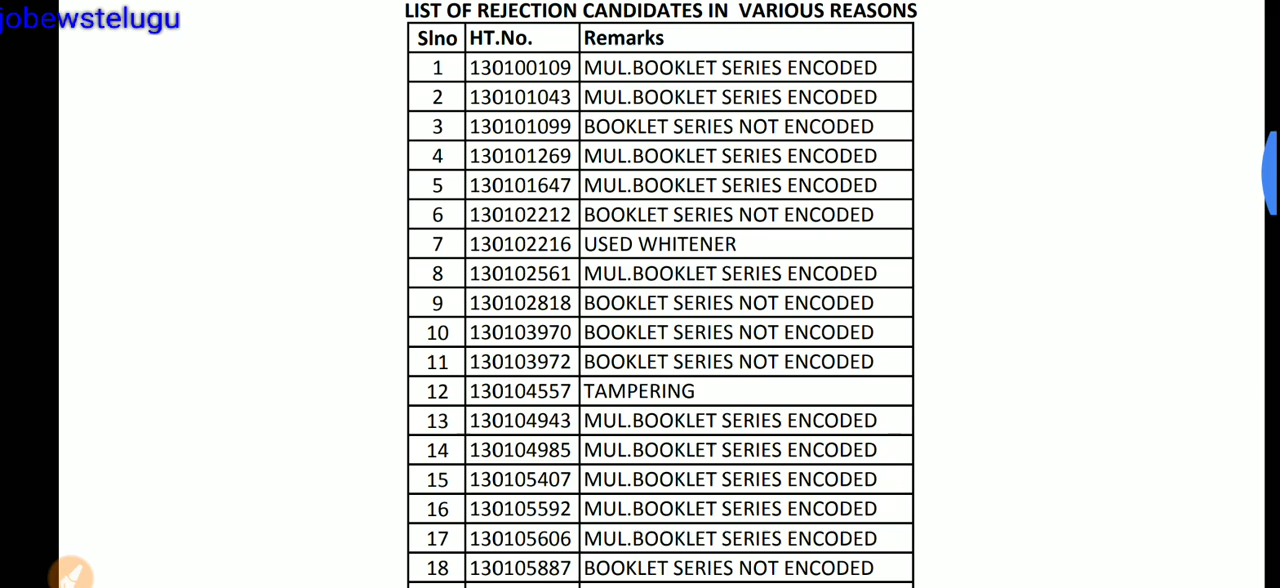 jobewstelugu
LIST OF REJECTION CANDIDATES IN VARIOUS REASONS
Slno HT.No. Remarks
1 130100109 MUL.BOOKLET SERIES ENCODED
2 130101043 MUL.BOOKLET SERIES ENCODED
3 130101099 BOOKLET SERIES NOT ENCODED
4 130101269 MUL.BOOKLET SERIES ENCODED
5 130101647 MUL.BOOKLET SERIES ENCODED
6 130102212 BOOKLET SERIES NOT ENCODED
7 130102216 USED WHITENER
8 130102561 MUL.BOOKLET SERIES ENCODED
9 130102818 BOOKLET SERIES NOT ENCODED
10 130103970 BOOKLET SERIES NOT ENCODED
11 130103972 BOOKLET SERIES NOT ENCODED
12 130104557 TAMPERING
13 130104943 MUL.BOOKLET SERIES ENCODED
14 130104985 MUL.BOOKLET SERIES ENCODED
15 130105407 MUL.BOOKLET SERIES ENCODED
16 130105592 MUL.BOOKLET SERIES ENCODED
17 130105606 MUL.BOOKLET SERIES ENCODED
18 130105887 BOOKLET SERIES NOT ENCODED